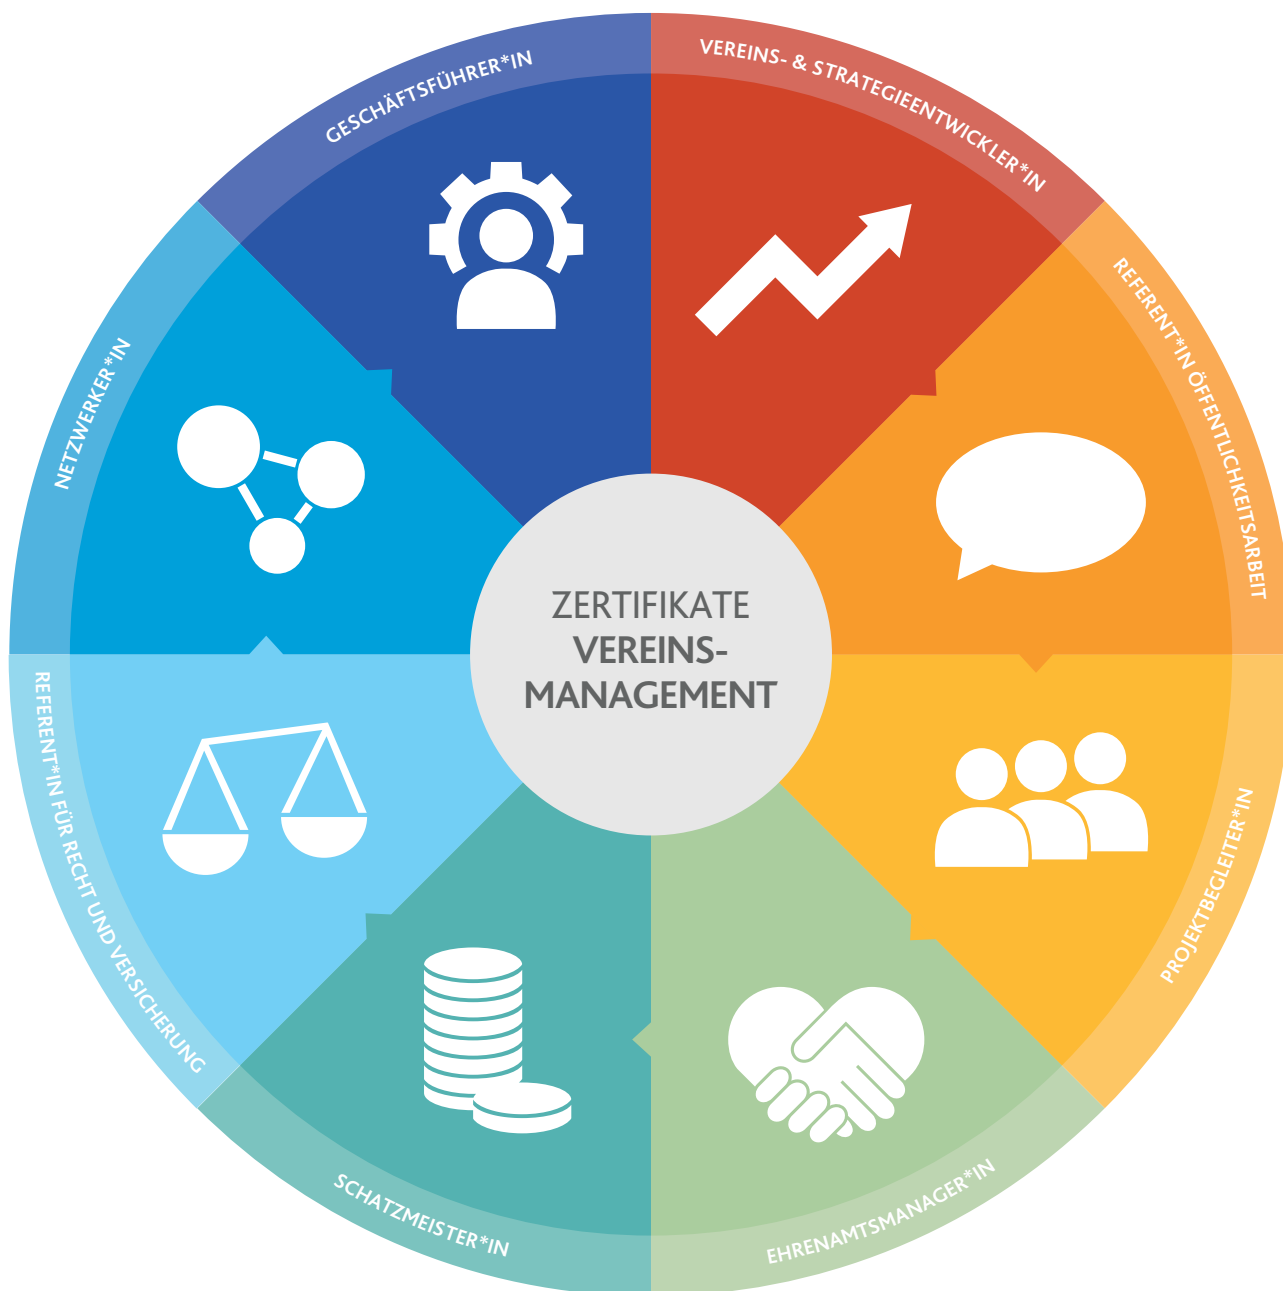 GESCHÄFTSFÜHRER*IN
VEREINS- & STRATEGIEENTWICKLER*IN
REFERENT*IN ÖFFENTLICHKEITSARBEIT
PROJEKTBEGLEITER*IN
EHRENAMTSMANAGER*IN
SCHATZMEISTER*IN
REFERENT*IN FÜR RECHT UND VERSICHERUNG
NETZWERKER*IN
ZERTIFIKATE
VEREINS-
MANAGEMENT